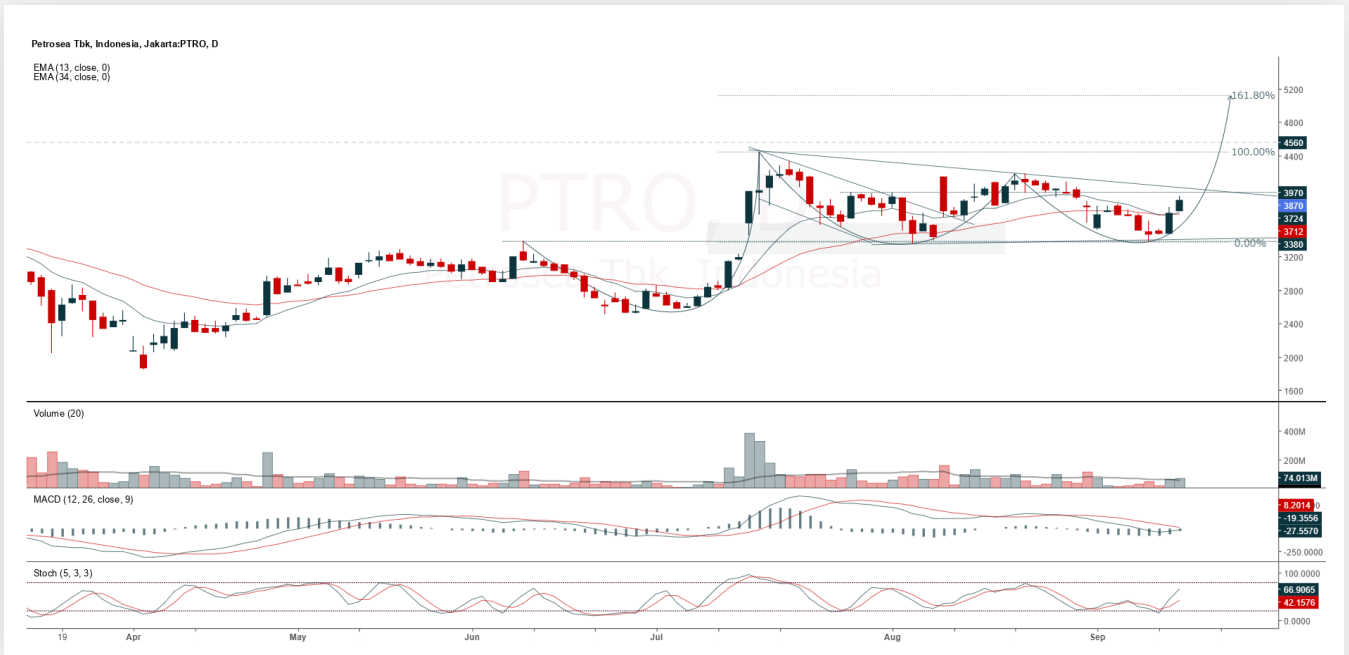 Petrosea Tbk, Indonesia, Jakarta:PTRO, D
EMA (13, close, 0)
EMA (34, close, 0)
PTRO
Tbk, Indonesia
161.80%
100.00%
0.00%
5200
4800
4560
4400
3970
3870
3724
3712
3380
3200
2800
2400
2000
1600
Volume (20)
400M
200M
74.013M
MACD (12, 26, close, 9)
8.2014
-19.3556
-27.5570
-250.0000
Stoch (5, 3, 3)
100.0000
66.9065
42.1576
0.0000
19 Apr May Jun Jul Aug Sep